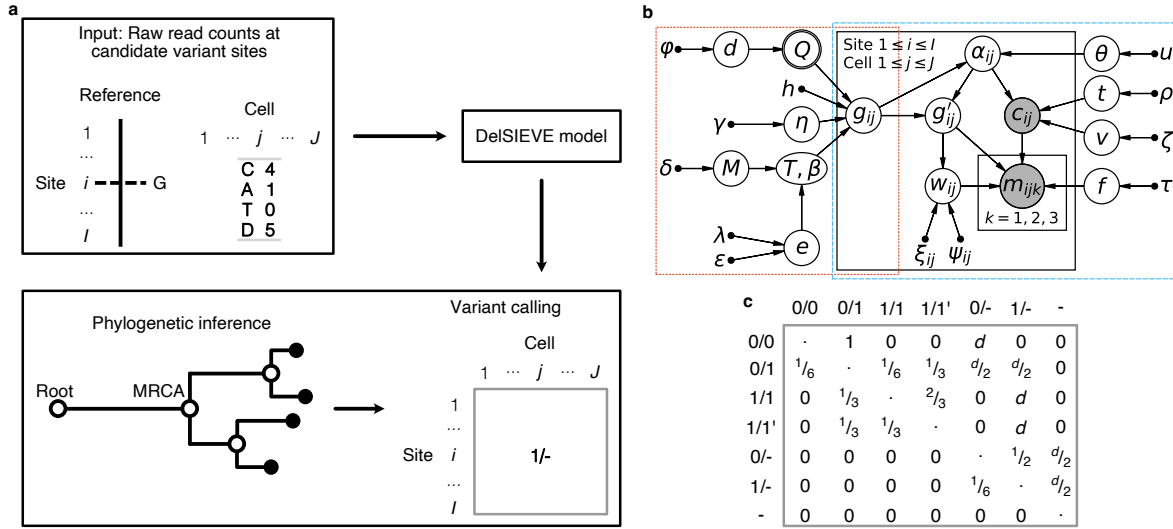 a
Input: Raw read counts at
candidate variant sites
Reference
Cell
1
1 ··· j ··· J
...
Site i G
...
I
C 4
A 1
T 0
D 5
DelSIEVE model
Phylogenetic inference
Root
MRCA
Variant calling
Cell
1 ··· j ··· J
1
...
Site i
...
I
1/-
b
φ d Q
Site 1 ≤ i ≤ I
Cell 1 ≤ j ≤ J
α_ij θ u
h
g_ij g′_ij c_ij t ρ
γ η
v ζ
δ M T, β
w_ij m_ijk f τ
k = 1, 2, 3
λ
ε e
ξ_ij ψ_ij
c
0/0 0/1 1/1 1/1' 0/- 1/- -
0/0 · 1 0 0 d 0 0
0/1 1/6 · 1/6 1/3 d/2 d/2 0
1/1 0 1/3 · 2/3 0 d 0
1/1' 0 1/3 1/3 · 0 d 0
0/- 0 0 0 0 · 1/2 d/2
1/- 0 0 0 0 1/6 · d/2
- 0 0 0 0 0 0 ·